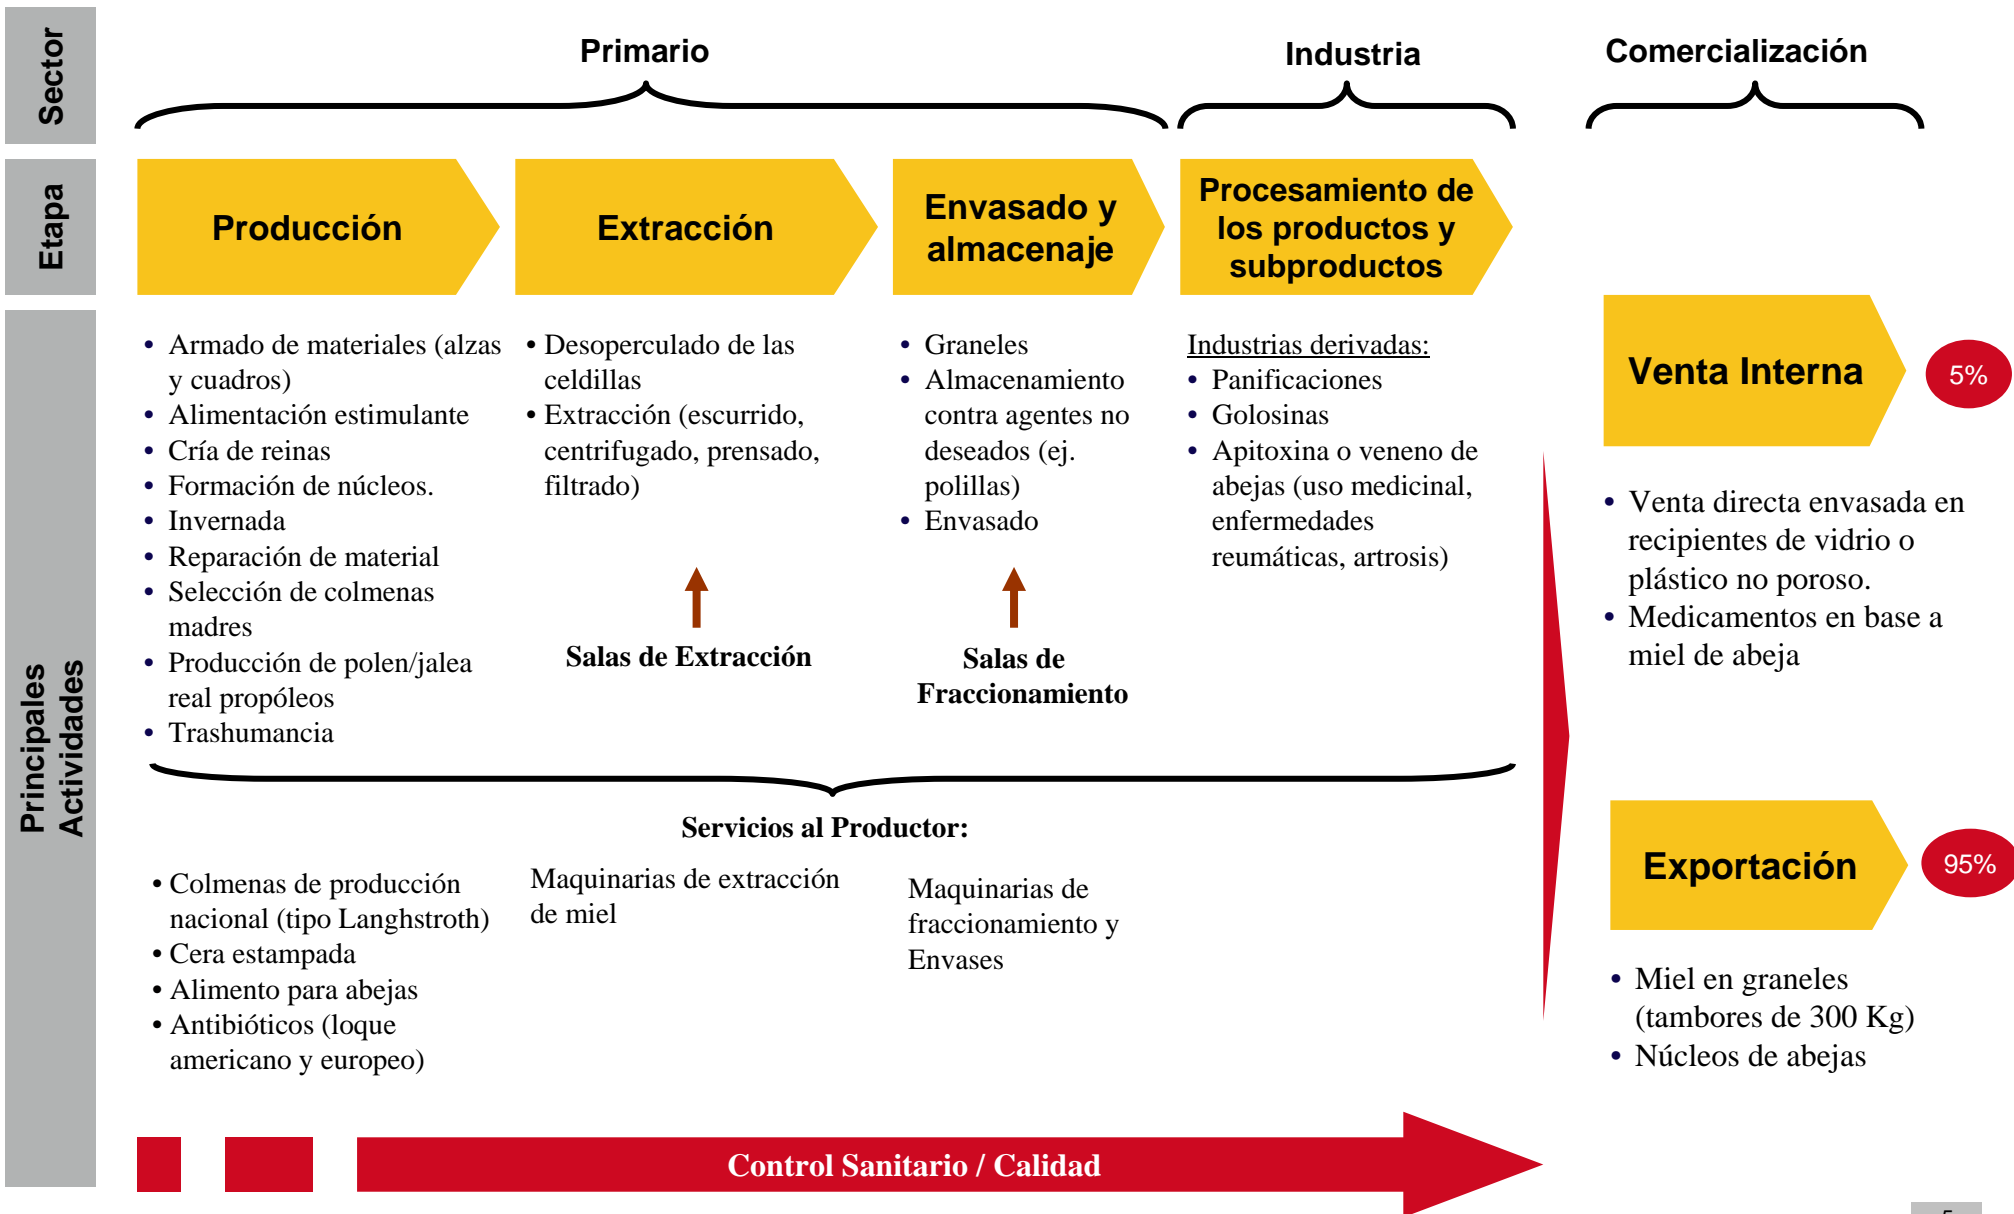 Sector
Primario
Industria
Comercialización
Etapa
Producción
Extracción
Envasado y
almacenaje
Procesamiento de
los productos y
subproductos
Principales
Actividades
• Armado de materiales (alzas
y cuadros)
• Alimentación estimulante
• Cría de reinas
• Formación de núcleos.
• Invernada
• Reparación de material
• Selección de colmenas
madres
• Producción de polen/jalea
real propóleos
• Trashumancia
• Desoperculado de las
celdillas
• Extracción (escurrido,
centrifugado, prensado,
filtrado)
Salas de Extracción
• Graneles
• Almacenamiento
contra agentes no
deseados (ej.
polillas)
• Envasado
Salas de
Fraccionamiento
Industrias derivadas:
• Panificaciones
• Golosinas
• Apitoxina o veneno de
abejas (uso medicinal,
enfermedades
reumáticas, artrosis)
Venta Interna
5%
• Venta directa envasada en
recipientes de vidrio o
plástico no poroso.
• Medicamentos en base a
miel de abeja
Exportación
95%
• Miel en graneles
(tambores de 300 Kg)
• Núcleos de abejas
Servicios al Productor:
• Colmenas de producción
nacional (tipo Langhstroth)
• Cera estampada
• Alimento para abejas
• Antibióticos (loque
americano y europeo)
Maquinarias de extracción
de miel
Maquinarias de
fraccionamiento y
Envases
Control Sanitario / Calidad